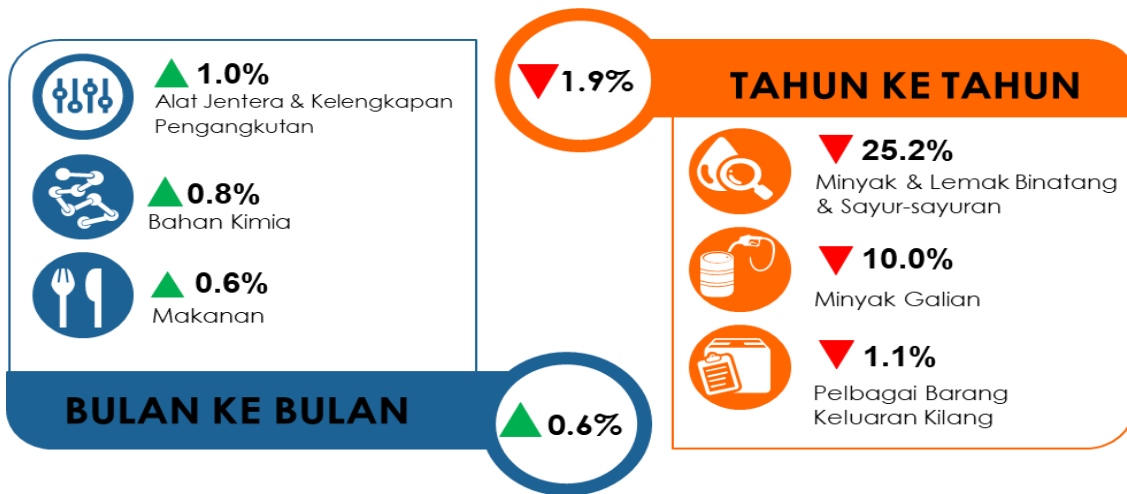 ▲ 1.0%
Alat Jentera & Kelengkapan
Pengangkutan
▲ 0.8%
Bahan Kimia
▲ 0.6%
Makanan
BULAN KE BULAN
▲ 0.6%
▼ 1.9%
TAHUN KE TAHUN
▼ 25.2%
Minyak & Lemak Binatang
& Sayur-sayuran
▼ 10.0%
Minyak Galian
▼ 1.1%
Pelbagai Barang
Keluaran Kilang